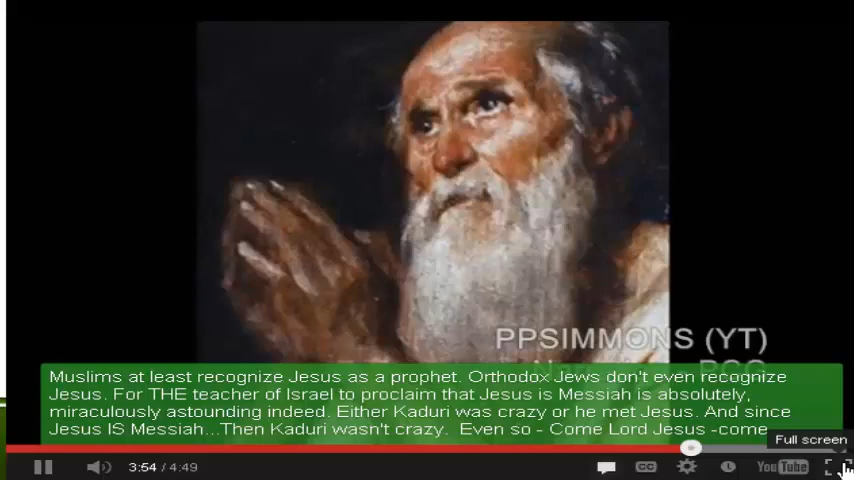 PPSIMMONS (YT)
Muslims at least recognize Jesus as a prophet. Orthodox Jews don't even recognize
Jesus. For THE teacher of Israel to proclaim that Jesus is Messiah is absolutely,
miraculously astounding indeed. Either Kaduri was crazy or he met Jesus. And since
Jesus IS Messiah...Then Kaduri wasn't crazy. Even so - Come Lord Jesus -come
Full screen
3:54 / 4:49
CC
YouTube